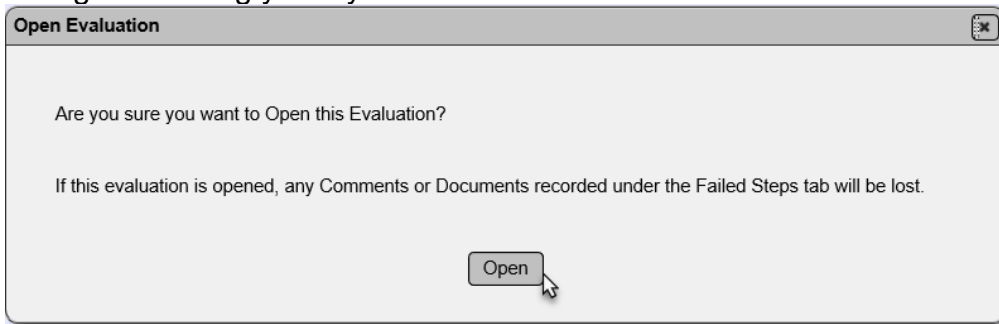 Open Evaluation
Are you sure you want to Open this Evaluation?
If this evaluation is opened, any Comments or Documents recorded under the Failed Steps tab will be lost.
Open